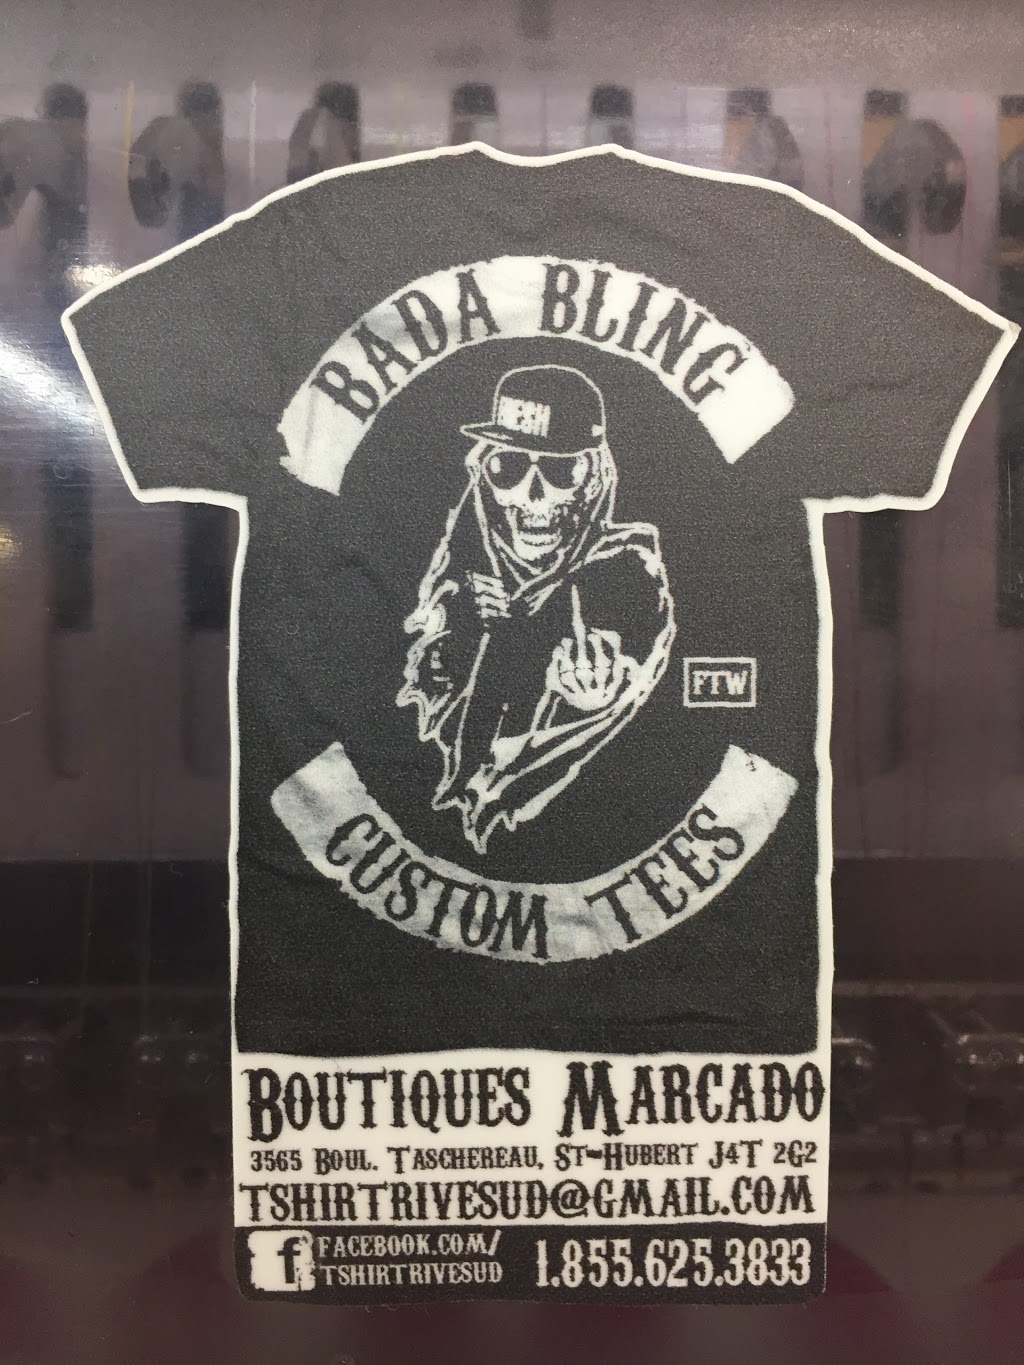 BADA BLING
FTW
CUSTOM TEES
BOUTIQUES MARCADO
3565 BOUL. TASCHEREAU, ST-HUBERT J4T 2G2
TSHIRTRIVESUD@GMAIL.COM
f FACEBOOK.COM/
TSHIRTRIVESUD
1.855.625.3833